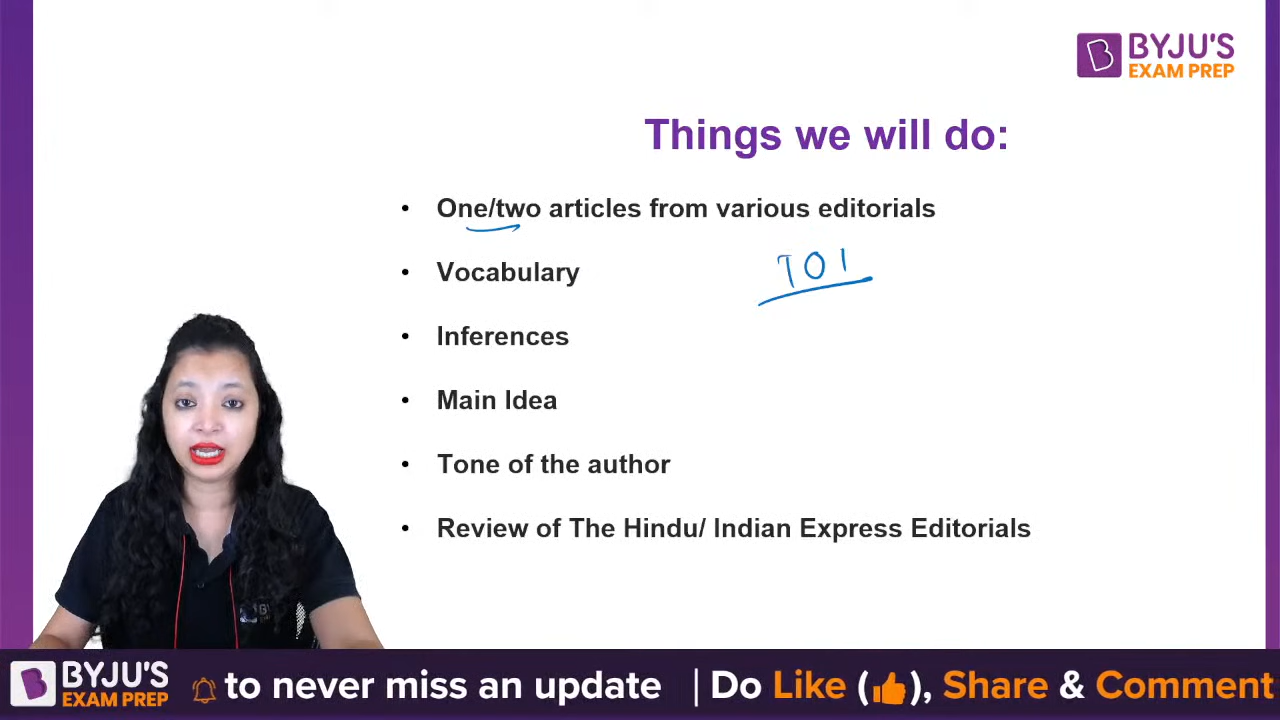 BYJU'S
EXAM PREP
Things we will do:
• One/two articles from various editorials
• Vocabulary
TOI
• Inferences
• Main Idea
• Tone of the author
• Review of The Hindu/ Indian Express Editorials
BYJU'S
EXAM PREP
to never miss an update | Do Like (👍), Share & Comment